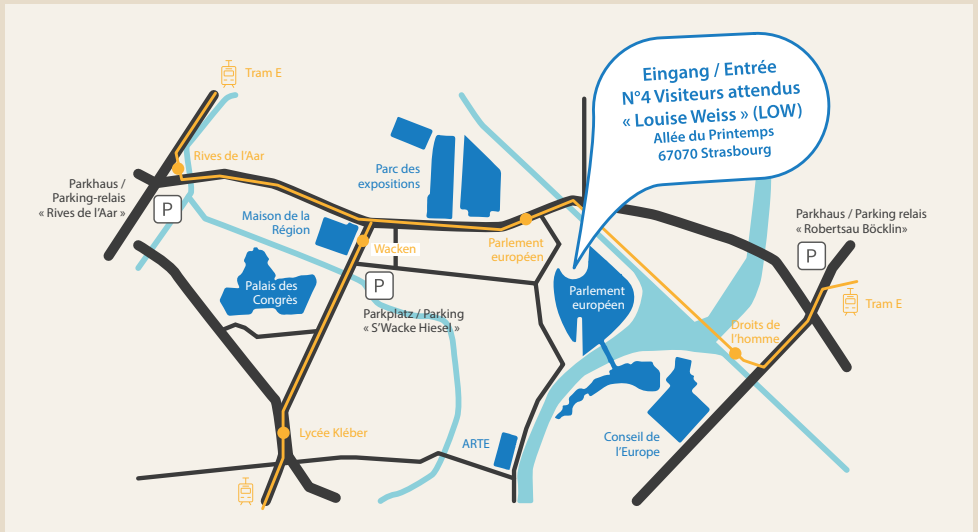 Tram E
Eingang / Entrée
N°4 Visiteurs attendus
« Louise Weiss » (LOW)
Allée du Printemps
67070 Strasbourg
Rives de l'Aar
Parc des
expositions
Parkhaus /
Parking-relais
« Rives de l'Aar »
P
Maison de la
Région
Wacken
Parlement
européen
Parkhaus / Parking relais
« Robertsau Böcklin»
P
Palais des
Congrès
P
Parkplatz / Parking
« S'Wacke Hiesel »
Parlement
européen
Tram E
Droits de
l'homme
Lycée Kléber
ARTE
Conseil de
l'Europe